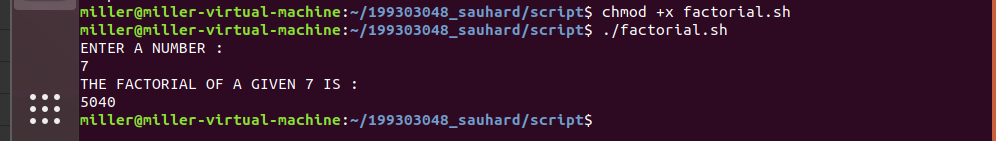 miller@miller-virtual-machine:~/199303048_sauhard/script$ chmod +x factorial.sh
miller@miller-virtual-machine:~/199303048_sauhard/script$ ./factorial.sh
ENTER A NUMBER :
7
THE FACTORIAL OF A GIVEN 7 IS :
5040
miller@miller-virtual-machine:~/199303048_sauhard/script$